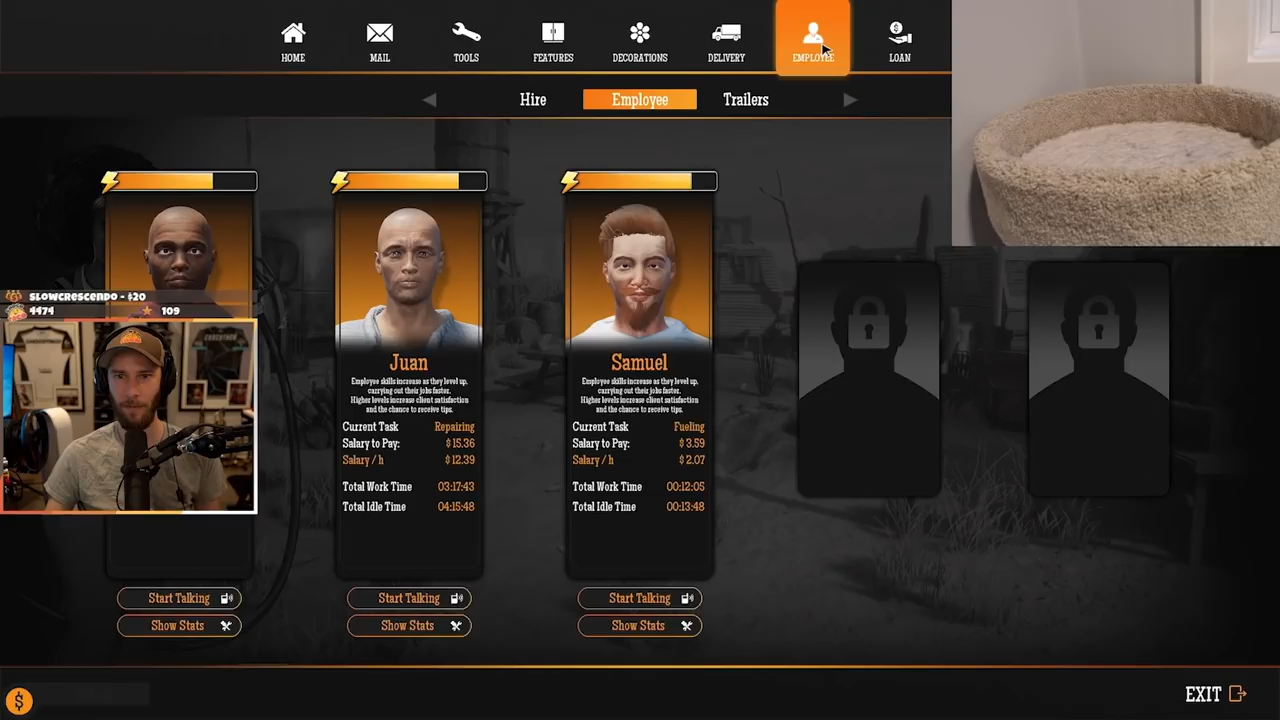 HOME
MAIL
TOOLS
FEATURES
DECORATIONS
DELIVERY
EMPLOYEE
LOAN
Hire
Employee
Trailers
SLOWCRESCENDO - $20
4474
109
Juan
Employee skills increase as they level up,
carrying out their jobs faster.
Higher levels increase client satisfaction
and the chance to receive tips.
Current Task Repairing
Salary to Pay: $15.36
Salary / h $12.39
Total Work Time 03:17:43
Total Idle Time 04:15:48
Samuel
Employee skills increase as they level up,
carrying out their jobs faster.
Higher levels increase client satisfaction
and the chance to receive tips.
Current Task Fueling
Salary to Pay: $3.59
Salary / h $2.07
Total Work Time 00:12:05
Total Idle Time 00:13:48
Start Talking
Start Talking
Start Talking
Show Stats
Show Stats
Show Stats
$
EXIT